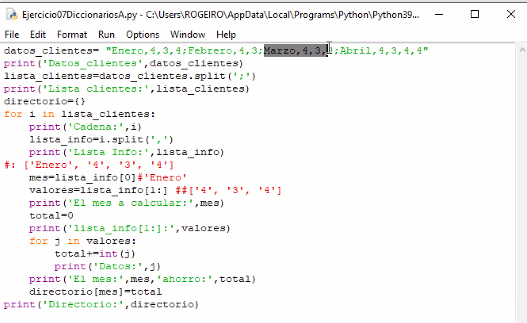 Ejercicio07DiccionariosA.py - C:\USERS\ROGEIRO\AppData\Local\Programs\Python\Python39...
File Edit Format Run Options Window Help
datos_clientes= "Enero,4,3,4;Febrero,4,3;Marzo,4,3,4;Abril,4,3,4,4"
print('Datos_clientes',datos_clientes)
lista_clientes=datos_clientes.split(';')
print('Lista clientes:',lista_clientes)
directorio={}
for i in lista_clientes:
    print('Cadena:',i)
    lista_info=i.split(',')
    print('Lista Info:',lista_info)
#: ['Enero', '4', '3', '4']
    mes=lista_info[0]#'Enero'
    valores=lista_info[1:] ##['4', '3', '4']
    print('El mes a calcular:',mes)
    total=0
    print('lista_info[1:]:',valores)
    for j in valores:
        total+=int(j)
        print('Datos:',j)
    print('El mes:',mes,'ahorro:',total)
    directorio[mes]=total
print('Directorio:',directorio)